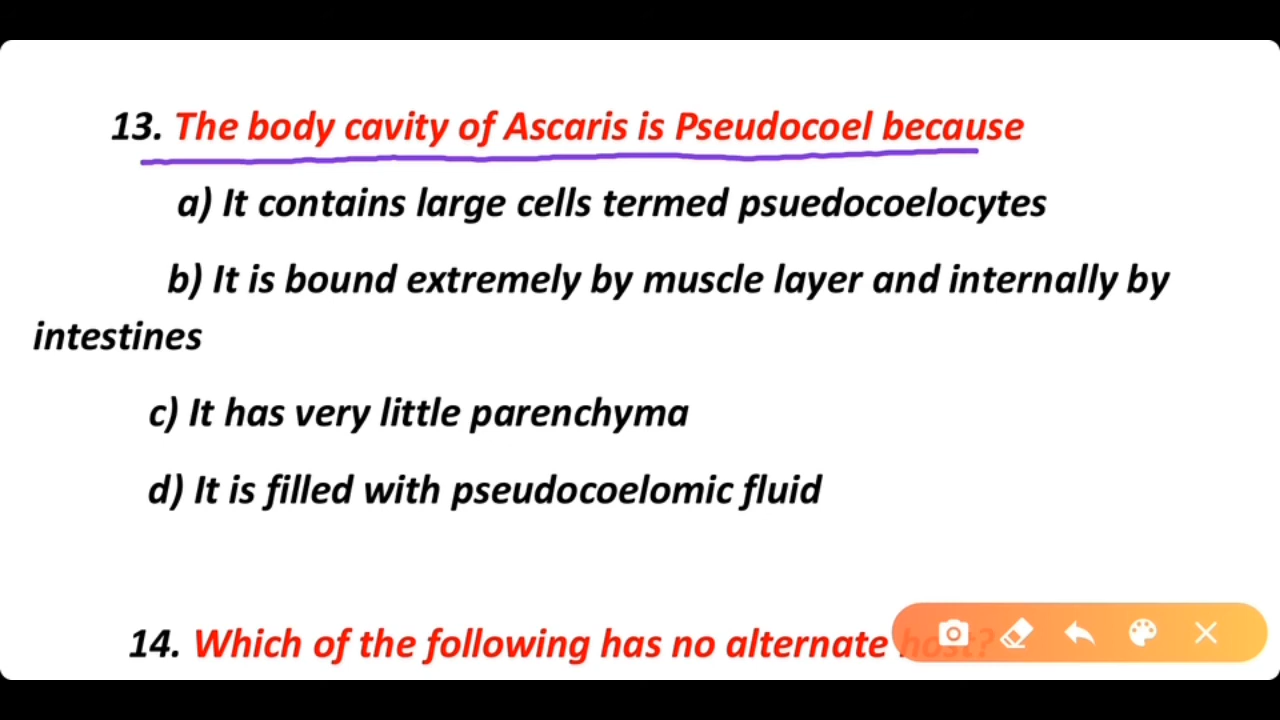 13. The body cavity of Ascaris is Pseudocoel because
a) It contains large cells termed psuedocoelocytes
b) It is bound extremely by muscle layer and internally by
intestines
c) It has very little parenchyma
d) It is filled with pseudocoelomic fluid
14. Which of the following has no alternate host?